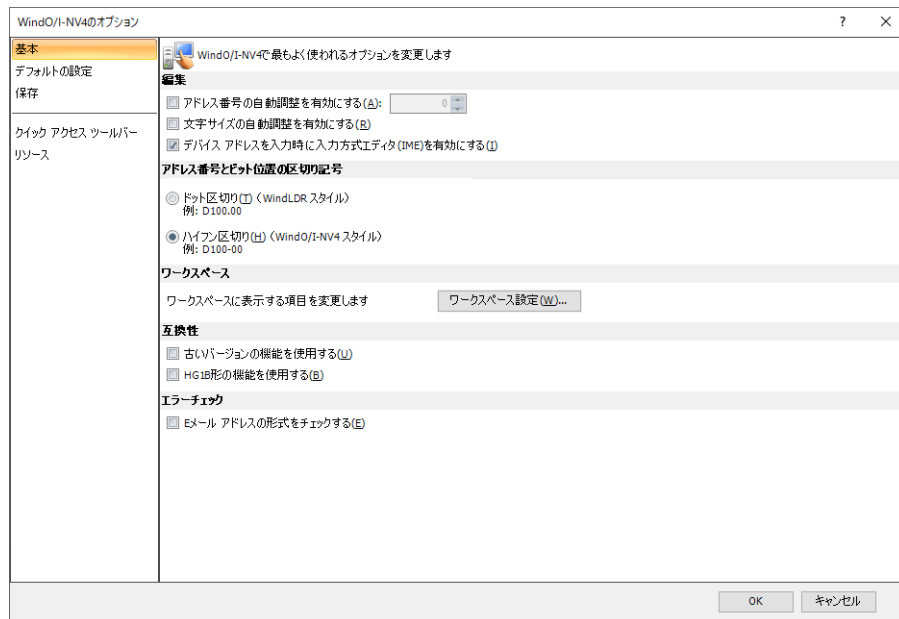 WindO/I-NV4のオプション
基本
デフォルトの設定
保存
クイック アクセス ツールバー
リソース
WindO/I-NV4で最もよく使われるオプションを変更します
編集
アドレス番号の自動調整を有効にする(A): 0
文字サイズの自動調整を有効にする(R)
デバイス アドレスを入力時に入力方式エディタ(IME)を有効にする(I)
アドレス番号とビット位置の区切り記号
ドット区切り(T) (WindLDR スタイル)
例: D100.00
ハイフン区切り(H) (WindO/I-NV4 スタイル)
例: D100-00
ワークスペース
ワークスペースに表示する項目を変更します ワークスペース設定(W)...
互換性
古いバージョンの機能を使用する(U)
HG1B形の機能を使用する(B)
エラーチェック
Eメール アドレスの形式をチェックする(E)
OK キャンセル